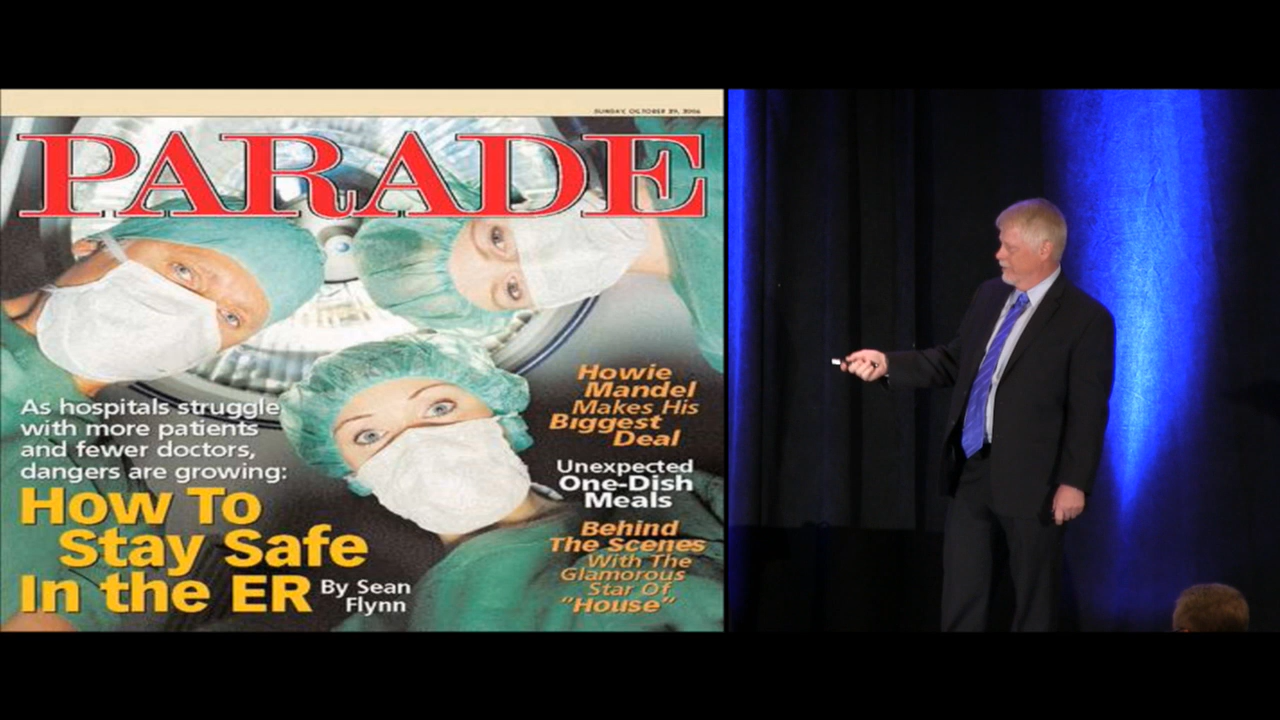 SUNDAY, OCTOBER 29, 2006
PARADE
As hospitals struggle
with more patients
and fewer doctors,
dangers are growing:
How To
Stay Safe
In the ER
By Sean
Flynn
Howie
Mandel
Makes His
Biggest
Deal
Unexpected
One-Dish
Meals
Behind
The Scenes
With The
Glamorous
Star Of
“House”